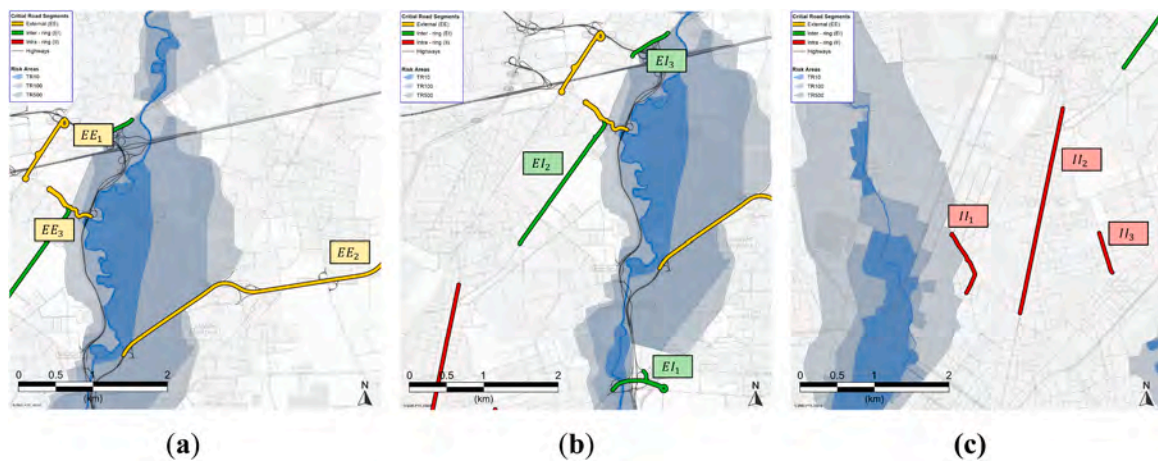 Critial Road Segments
External (EE)
Inter - ring (EI)
Intra - ring (II)
Highways
Risk Areas
TR10
TR100
TR500
EE1
EE3
EE2
0 0.5 1 2
(km)
N
(a)
Critial Road Segments
External (EE)
Inter - ring (EI)
Intra - ring (II)
Highways
Risk Areas
TR10
TR100
TR500
EI3
EI2
EI1
0 0.5 1 2
(km)
N
(b)
Critial Road Segments
External (EE)
Inter - ring (EI)
Intra - ring (II)
Highways
Risk Areas
TR10
TR100
TR500
II2
II1
II3
0 0.5 1 2
(km)
N
(c)